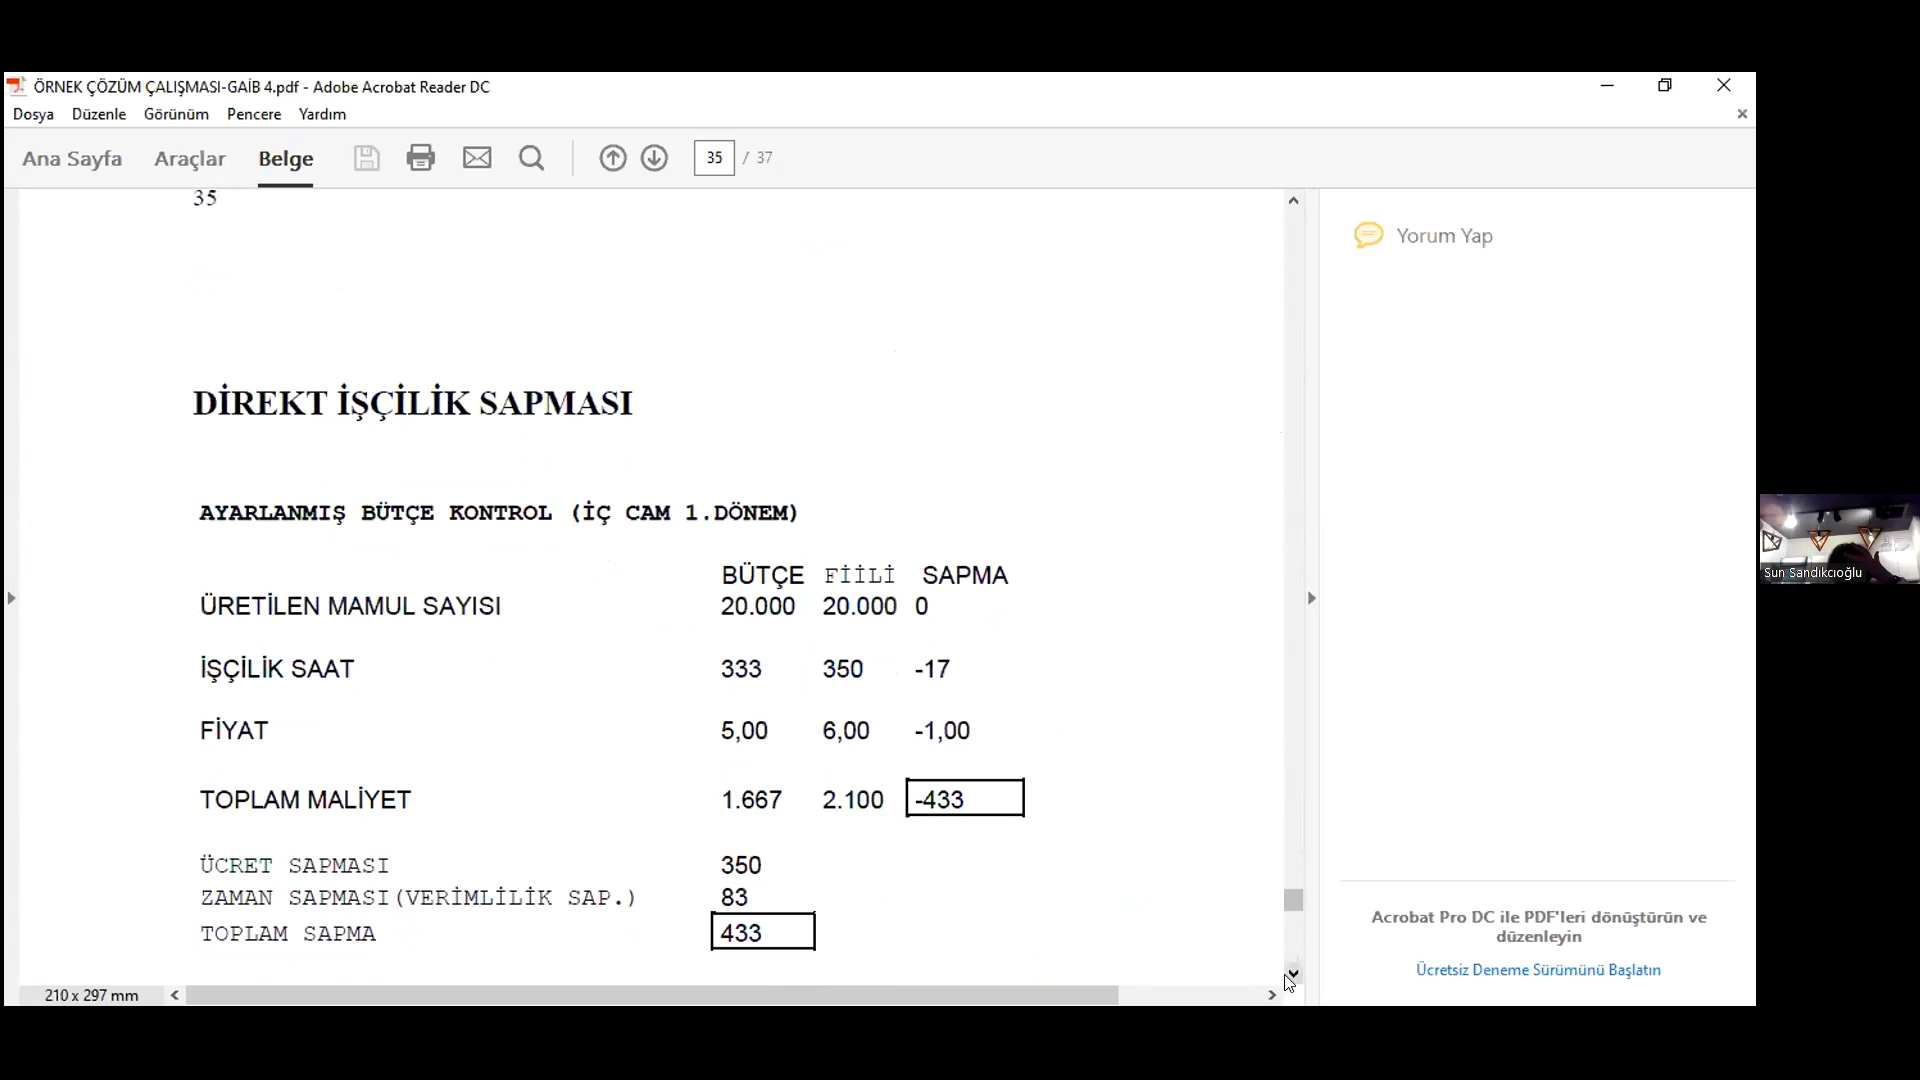 ÖRNEK ÇÖZÜM ÇALIŞMASI-GAİB 4.pdf - Adobe Acrobat Reader DC
Dosya Düzenle Görünüm Pencere Yardım
Ana Sayfa Araçlar Belge 35 / 37
35
Yorum Yap
DİREKT İŞÇİLİK SAPMASI
AYARLANMIŞ BÜTÇE KONTROL (İÇ CAM 1.DÖNEM)
BÜTÇE FİİLİ SAPMA
ÜRETİLEN MAMUL SAYISI 20.000 20.000 0
İŞÇİLİK SAAT 333 350 -17
FİYAT 5,00 6,00 -1,00
TOPLAM MALİYET 1.667 2.100 -433
ÜCRET SAPMASI 350
ZAMAN SAPMASI(VERİMLİLİK SAP.) 83
TOPLAM SAPMA 433
Acrobat Pro DC ile PDF'leri dönüştürün ve
düzenleyin
Ücretsiz Deneme Sürümünü Başlatın
210 x 297 mm
Sun Sandıkcıoğlu